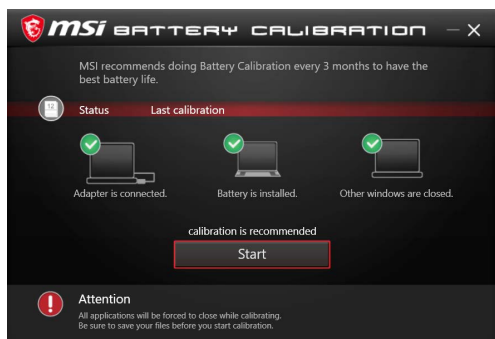 msi BATTERY CALIBRATION
MSI recommends doing Battery Calibration every 3 months to have the
best battery life.
12
Status Last calibration
Adapter is connected.
Battery is installed.
Other windows are closed.
calibration is recommended
Start
Attention
All applications will be forced to close while calibrating.
Be sure to save your files before you start calibration.